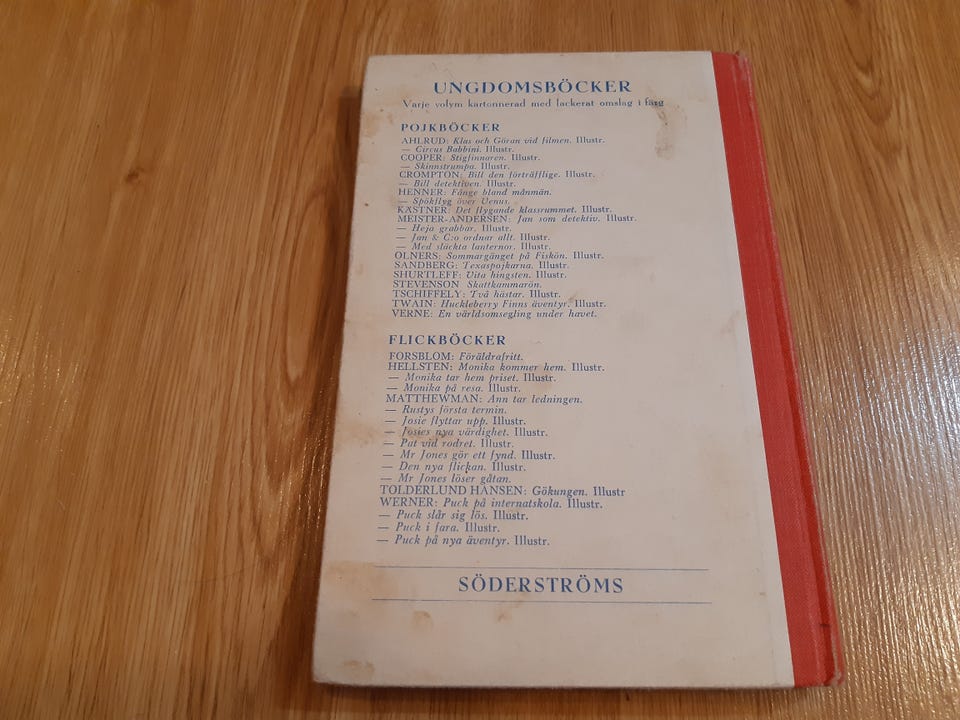 UNGDOMSBÖCKER
Varje volym kartonnerad med lackerat omslag i färg
POJKBÖCKER
AHLRUD: Klas och Göran vid filmen. Illustr.
— Circus Babbini. Illustr.
COOPER: Stigfinnaren. Illustr.
— Skinnstrumpa. Illustr.
CROMPTON: Bill den förträfflige. Illustr.
— Bill detektiven. Illustr.
HENNER: Fånge bland månmän.
— Spökflyg över Venus.
KÄSTNER: Det flygande klassrummet. Illustr.
MEISTER-ANDERSEN: Jan som detektiv. Illustr.
— Heja grabbar. Illustr.
— Jan & C:o ordnar allt. Illustr.
— Med släckta lanternor. Illustr.
OLNERS: Sommargänget på Fiskön. Illustr.
SANDBERG: Texaspojkarna. Illustr.
SHURTLEFF: Vita hingsten. Illustr.
STEVENSON Skattkammarön.
TSCHIFFELY: Två hästar. Illustr.
TWAIN: Huckleberry Finns äventyr. Illustr.
VERNE: En världsomsegling under havet.
FLICKBÖCKER
FORSBLOM: Föräldrafritt.
HELLSTEN: Monika kommer hem. Illustr.
— Monika tar hem priset. Illustr.
— Monika på resa. Illustr.
MATTHEWMAN: Ann tar ledningen.
— Rustys första termin.
— Josie flyttar upp. Illustr.
— Josies nya värdighet. Illustr.
— Pat vid rodret. Illustr.
— Mr Jones gör ett fynd. Illustr.
— Den nya flickan. Illustr.
— Mr Jones löser gåtan.
TOLDERLUND HANSEN: Gökungen. Illustr
WERNER: Puck på internatskola. Illustr.
— Puck slår sig lös. Illustr.
— Puck i fara. Illustr.
— Puck på nya äventyr. Illustr.
SÖDERSTRÖMS